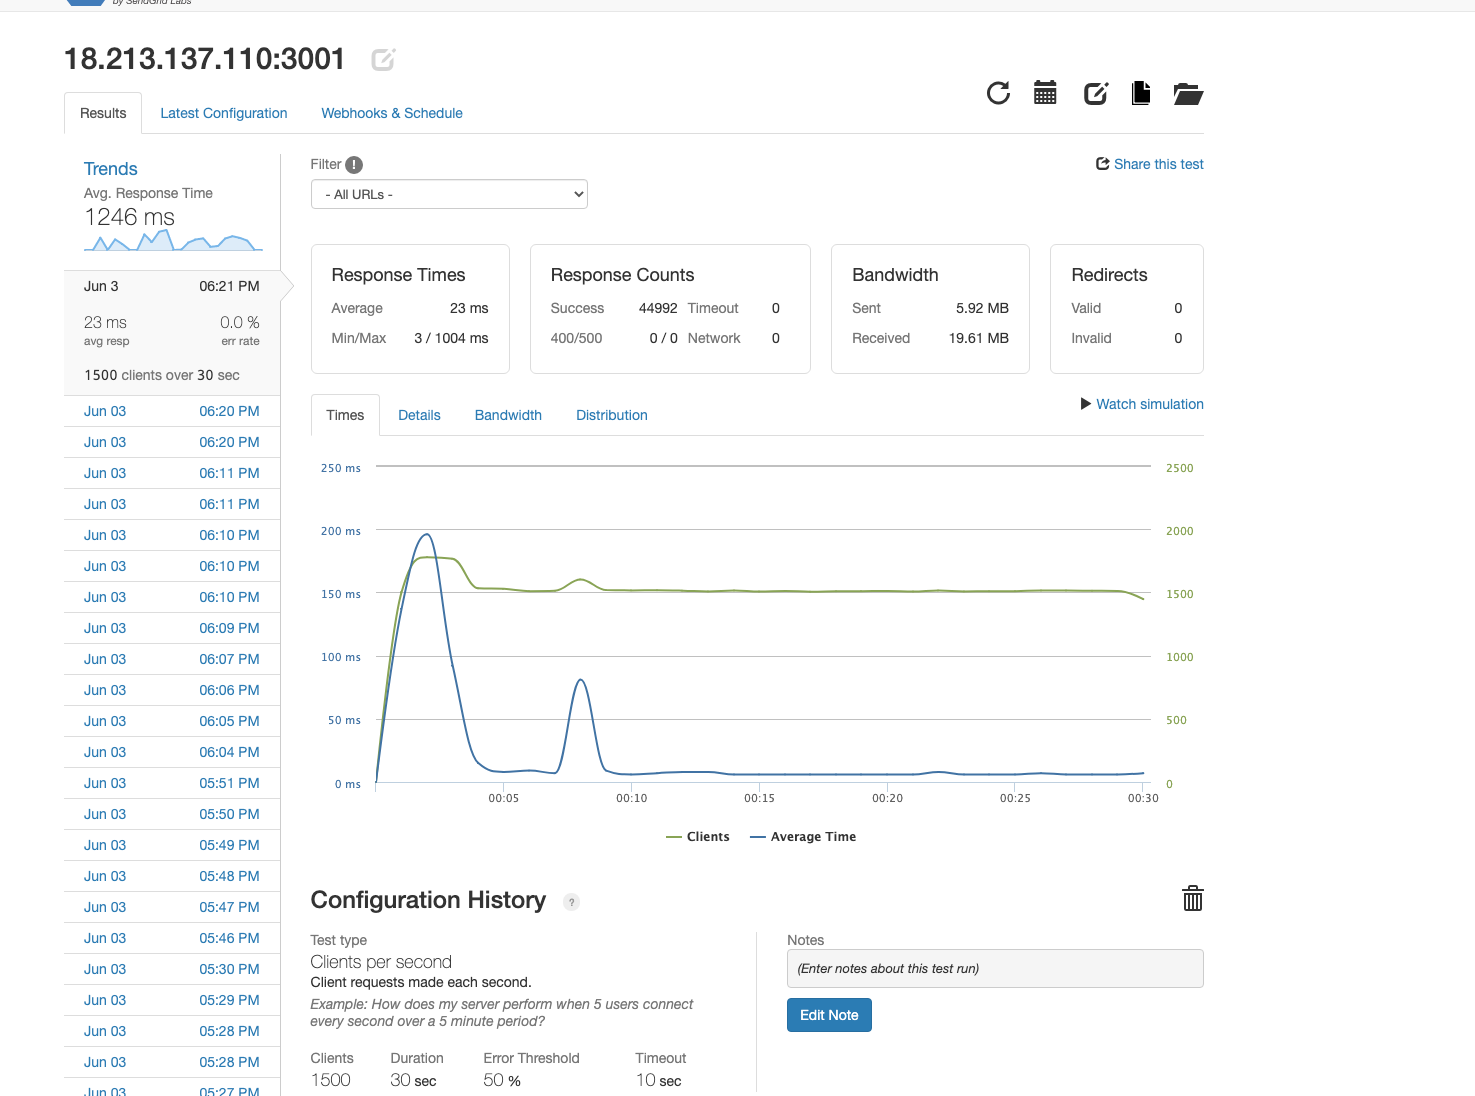 by SendGrid Labs
18.213.137.110:3001
Results
Latest Configuration
Webhooks & Schedule
Trends
Avg. Response Time
1246 ms
Jun 3 06:21 PM
23 ms 0.0 %
avg resp err rate
1500 clients over 30 sec
Jun 03 06:20 PM
Jun 03 06:20 PM
Jun 03 06:11 PM
Jun 03 06:11 PM
Jun 03 06:10 PM
Jun 03 06:10 PM
Jun 03 06:10 PM
Jun 03 06:09 PM
Jun 03 06:07 PM
Jun 03 06:06 PM
Jun 03 06:05 PM
Jun 03 06:04 PM
Jun 03 05:51 PM
Jun 03 05:50 PM
Jun 03 05:49 PM
Jun 03 05:48 PM
Jun 03 05:47 PM
Jun 03 05:46 PM
Jun 03 05:30 PM
Jun 03 05:29 PM
Jun 03 05:28 PM
Jun 03 05:28 PM
Jun 03 05:27 PM
Filter !
Share this test
- All URLs -
Response Times
Average 23 ms
Min/Max 3 / 1004 ms
Response Counts
Success 44992 Timeout 0
400/500 0 / 0 Network 0
Bandwidth
Sent 5.92 MB
Received 19.61 MB
Redirects
Valid 0
Invalid 0
Times
Details
Bandwidth
Distribution
Watch simulation
250 ms 2500
200 ms 2000
150 ms 1500
100 ms 1000
50 ms 500
0 ms 0
00:05 00:10 00:15 00:20 00:25 00:30
Clients Average Time
Configuration History ?
Test type
Clients per second
Client requests made each second.
Example: How does my server perform when 5 users connect
every second over a 5 minute period?
Clients Duration Error Threshold Timeout
1500 30 sec 50 % 10 sec
Notes
(Enter notes about this test run)
Edit Note